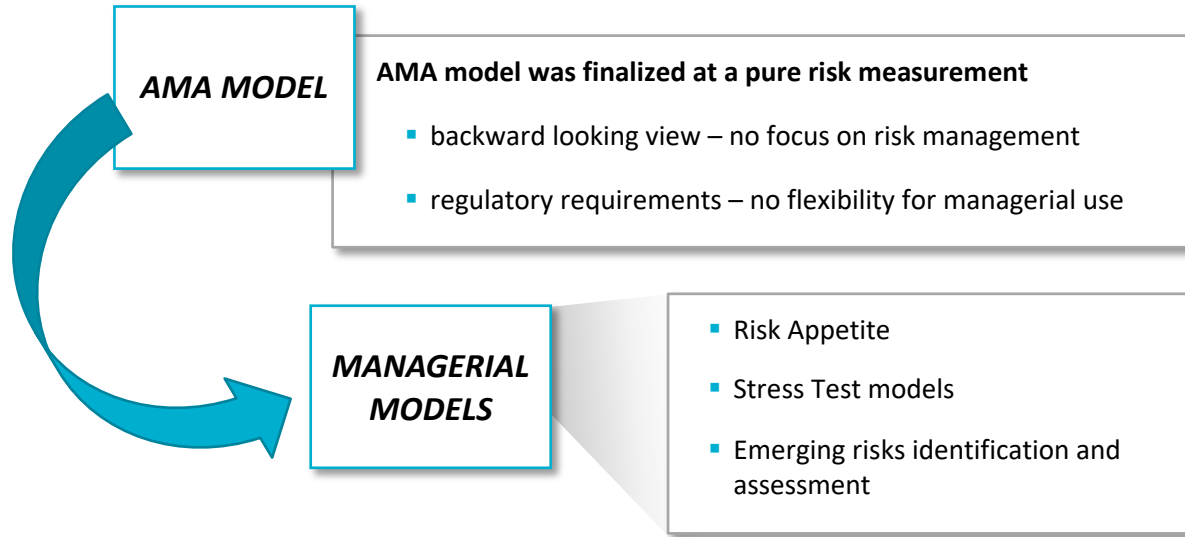 AMA MODEL
AMA model was finalized at a pure risk measurement
▪ backward looking view – no focus on risk management
▪ regulatory requirements – no flexibility for managerial use
MANAGERIAL
MODELS
▪ Risk Appetite
▪ Stress Test models
▪ Emerging risks identification and
assessment